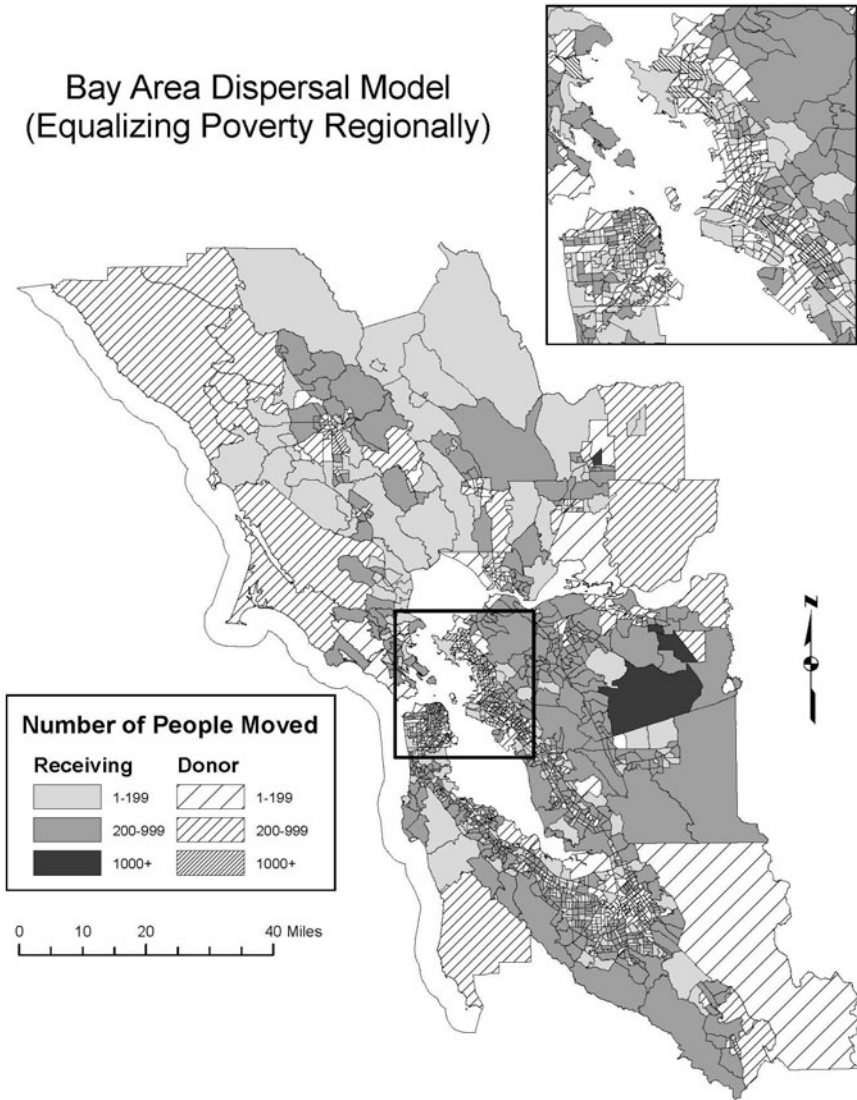 Bay Area Dispersal Model
(Equalizing Poverty Regionally)
N
Number of People Moved
Receiving Donor
1-199 1-199
200-999 200-999
1000+ 1000+
0 10 20 40 Miles